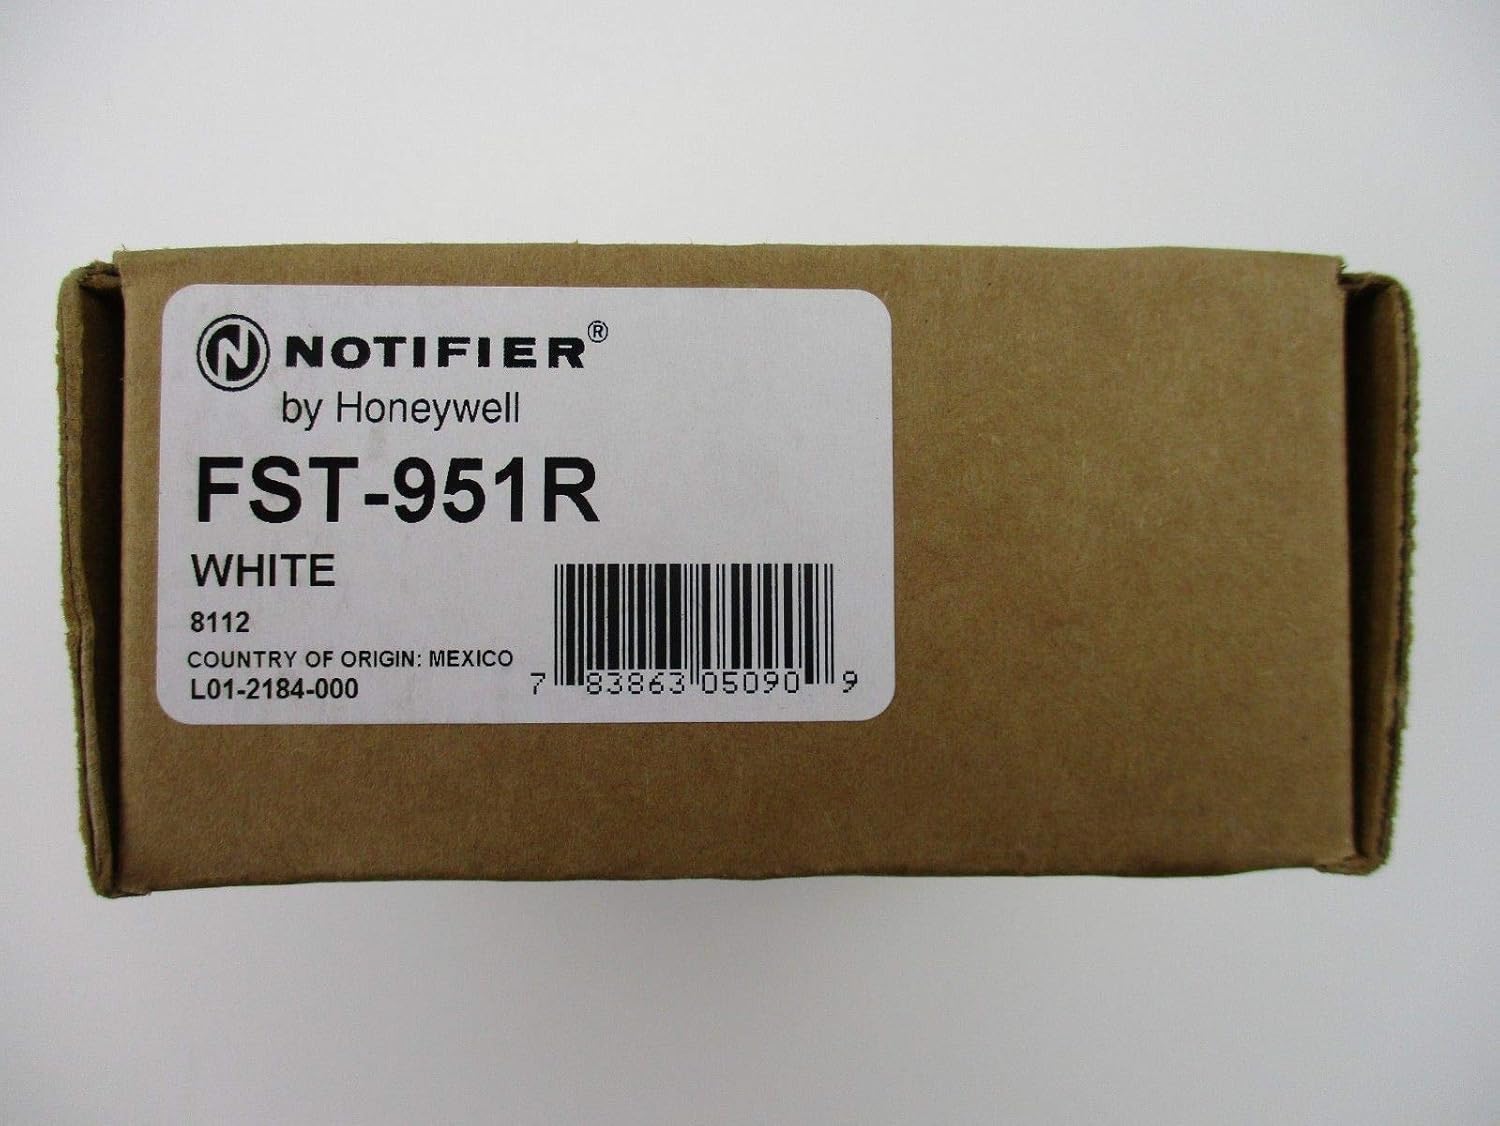 N NOTIFIER®
by Honeywell
FST-951R
WHITE
8112
COUNTRY OF ORIGIN: MEXICO
L01-2184-000
7 83863 05090 9